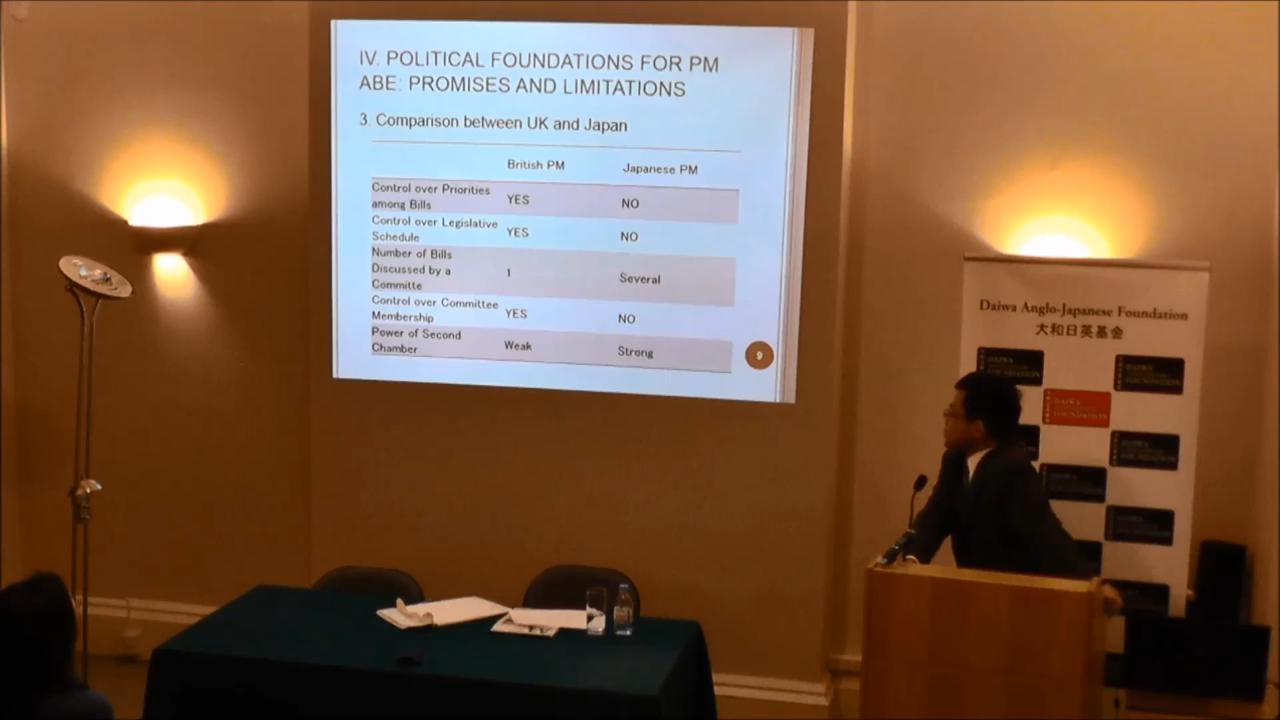 IV. POLITICAL FOUNDATIONS FOR PM
ABE: PROMISES AND LIMITATIONS
3. Comparison between UK and Japan
British PM
Japanese PM
Control over Priorities
among Bills
YES
NO
Control over Legislative
Schedule
YES
NO
Number of Bills
Discussed by a
Committe
1
Several
Control over Committee
Membership
YES
NO
Power of Second
Chamber
Weak
Strong
9
Daiwa Anglo-Japanese Foundation
大和日英基金
DAIWA
FOUNDATION